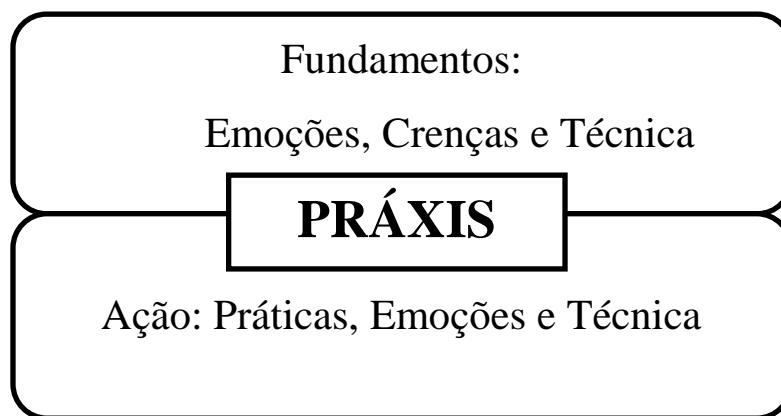 Fundamentos:
Emoções, Crenças e Técnica
PRÁXIS
Ação: Práticas, Emoções e Técnica